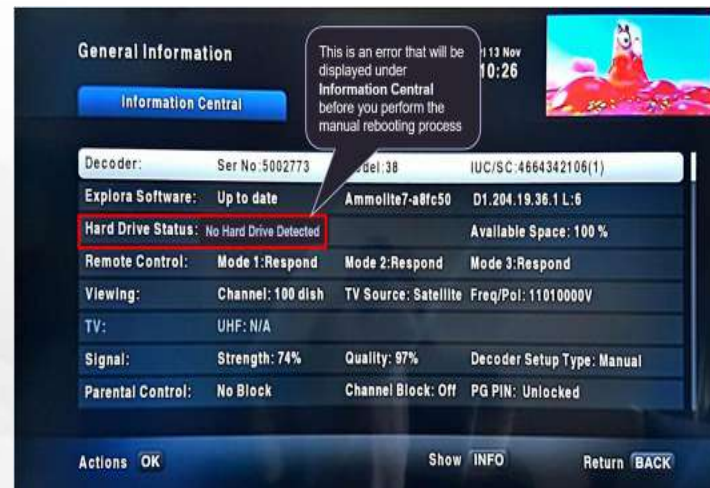 General Information
This is an error that will be
displayed under
Information Central
before you perform the
manual rebooting process
13 Nov
10:26
Information Central
Decoder: Ser No:5002773 IUC/SC:4664342106(1)
Explora Software: Up to date Ammolite7-a8fc50 D1.204.19.36.1 L:6
Hard Drive Status: No Hard Drive Detected Available Space: 100 %
Remote Control: Mode 1:Respond Mode 2:Respond Mode 3:Respond
Viewing: Channel: 100 dish TV Source: Satellite Freq/Pol: 11010000V
TV: UHF: N/A
Signal: Strength: 74% Quality: 97% Decoder Setup Type: Manual
Parental Control: No Block Channel Block: Off PG PIN: Unlocked
Actions OK Show INFO Return BACK